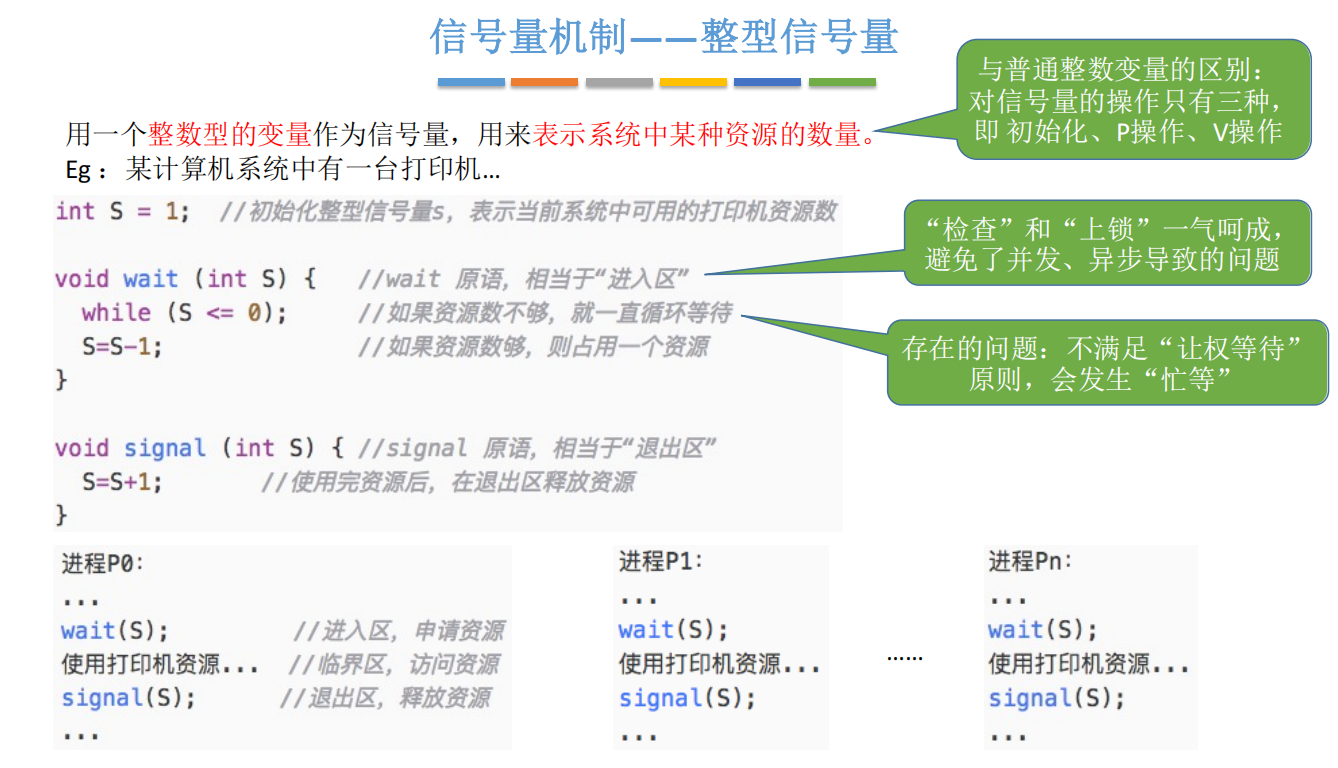 信号量机制——整型信号量
与普通整数变量的区别：
对信号量的操作只有三种，
即 初始化、P操作、V操作
用一个整数型的变量作为信号量，用来表示系统中某种资源的数量。
Eg ：某计算机系统中有一台打印机...
int S = 1;  //初始化整型信号量s，表示当前系统中可用的打印机资源数
“检查”和“上锁”一气呵成，
避免了并发、异步导致的问题
void wait (int S) {   //wait 原语，相当于“进入区”
while (S <= 0);     //如果资源数不够，就一直循环等待
S=S-1;              //如果资源数够，则占用一个资源
}
存在的问题：不满足“让权等待”
原则，会发生“忙等”
void signal (int S) { //signal 原语，相当于“退出区”
S=S+1;       //使用完资源后，在退出区释放资源
}
进程P0：
...
wait(S);         //进入区，申请资源
使用打印机资源...  //临界区，访问资源
signal(S);      //退出区，释放资源
...
进程P1：
...
wait(S);
使用打印机资源...
signal(S);
...
......
进程Pn：
...
wait(S);
使用打印机资源...
signal(S);
...